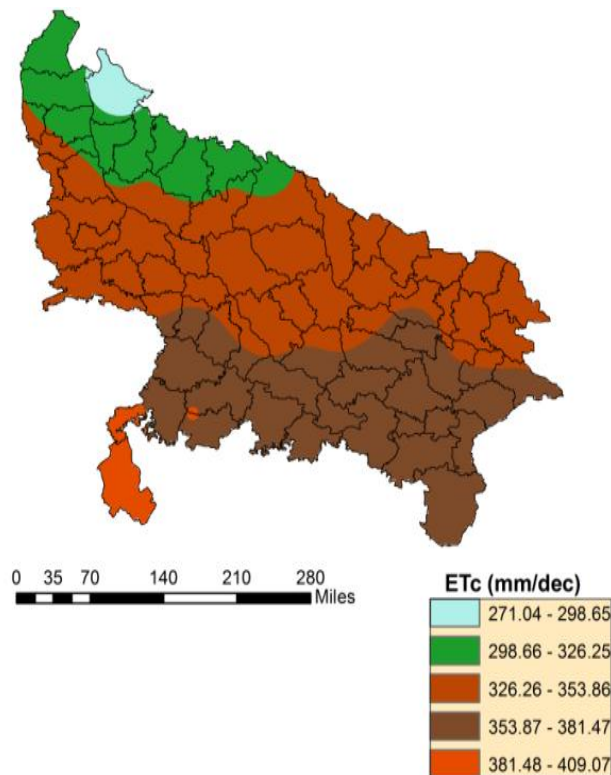 0 35 70 140 210 280
Miles
ETc (mm/dec)
271.04 - 298.65
298.66 - 326.25
326.26 - 353.86
353.87 - 381.47
381.48 - 409.07